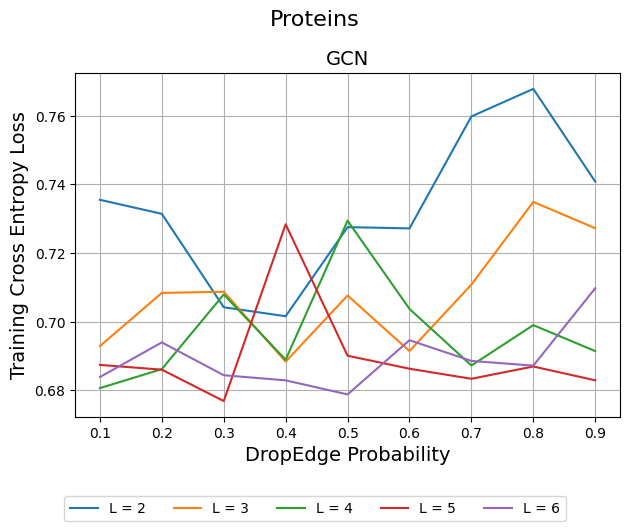 Proteins
GCN
Training Cross Entropy Loss
0.76
0.74
0.72
0.70
0.68
0.1 0.2 0.3 0.4 0.5 0.6 0.7 0.8 0.9
DropEdge Probability
L = 2 L = 3 L = 4 L = 5 L = 6